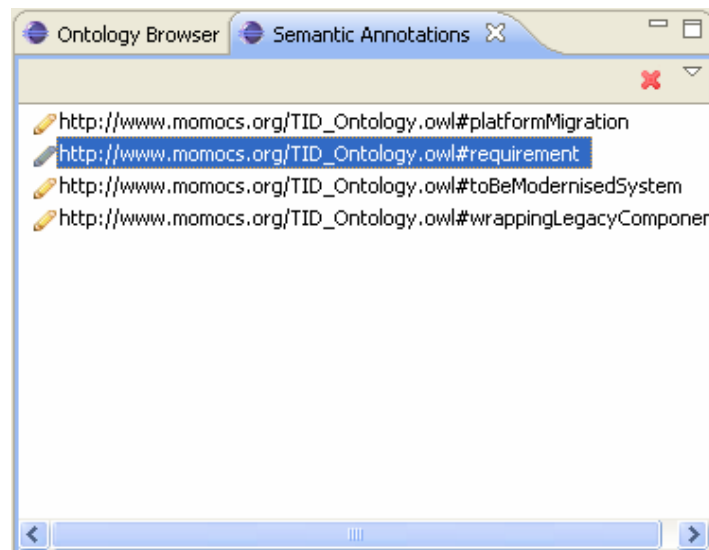 Ontology Browser Semantic Annotations
http://www.momocs.org/TID_Ontology.owl#platformMigration
http://www.momocs.org/TID_Ontology.owl#requirement
http://www.momocs.org/TID_Ontology.owl#toBeModernisedSystem
http://www.momocs.org/TID_Ontology.owl#wrappingLegacyComponen